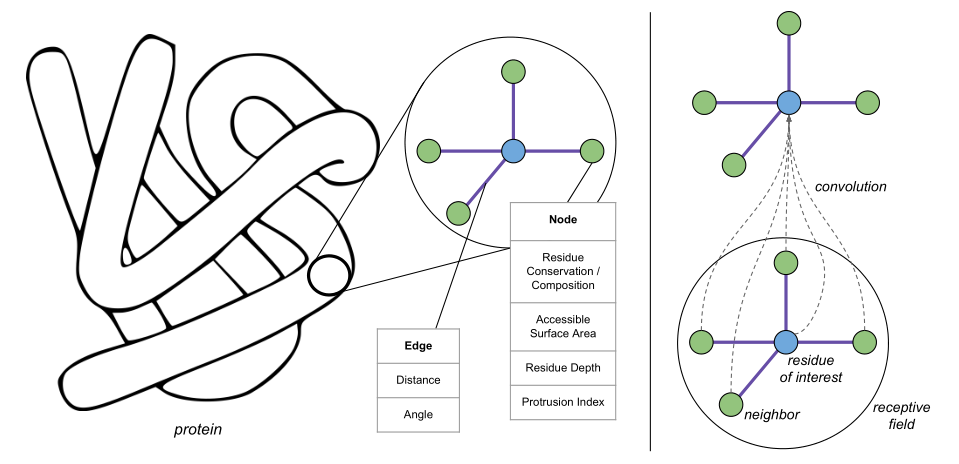 protein
Edge
Distance
Angle
Node
Residue
Conservation /
Composition
Accessible
Surface Area
Residue Depth
Protrusion Index
convolution
residue
of interest
neighbor
receptive
field